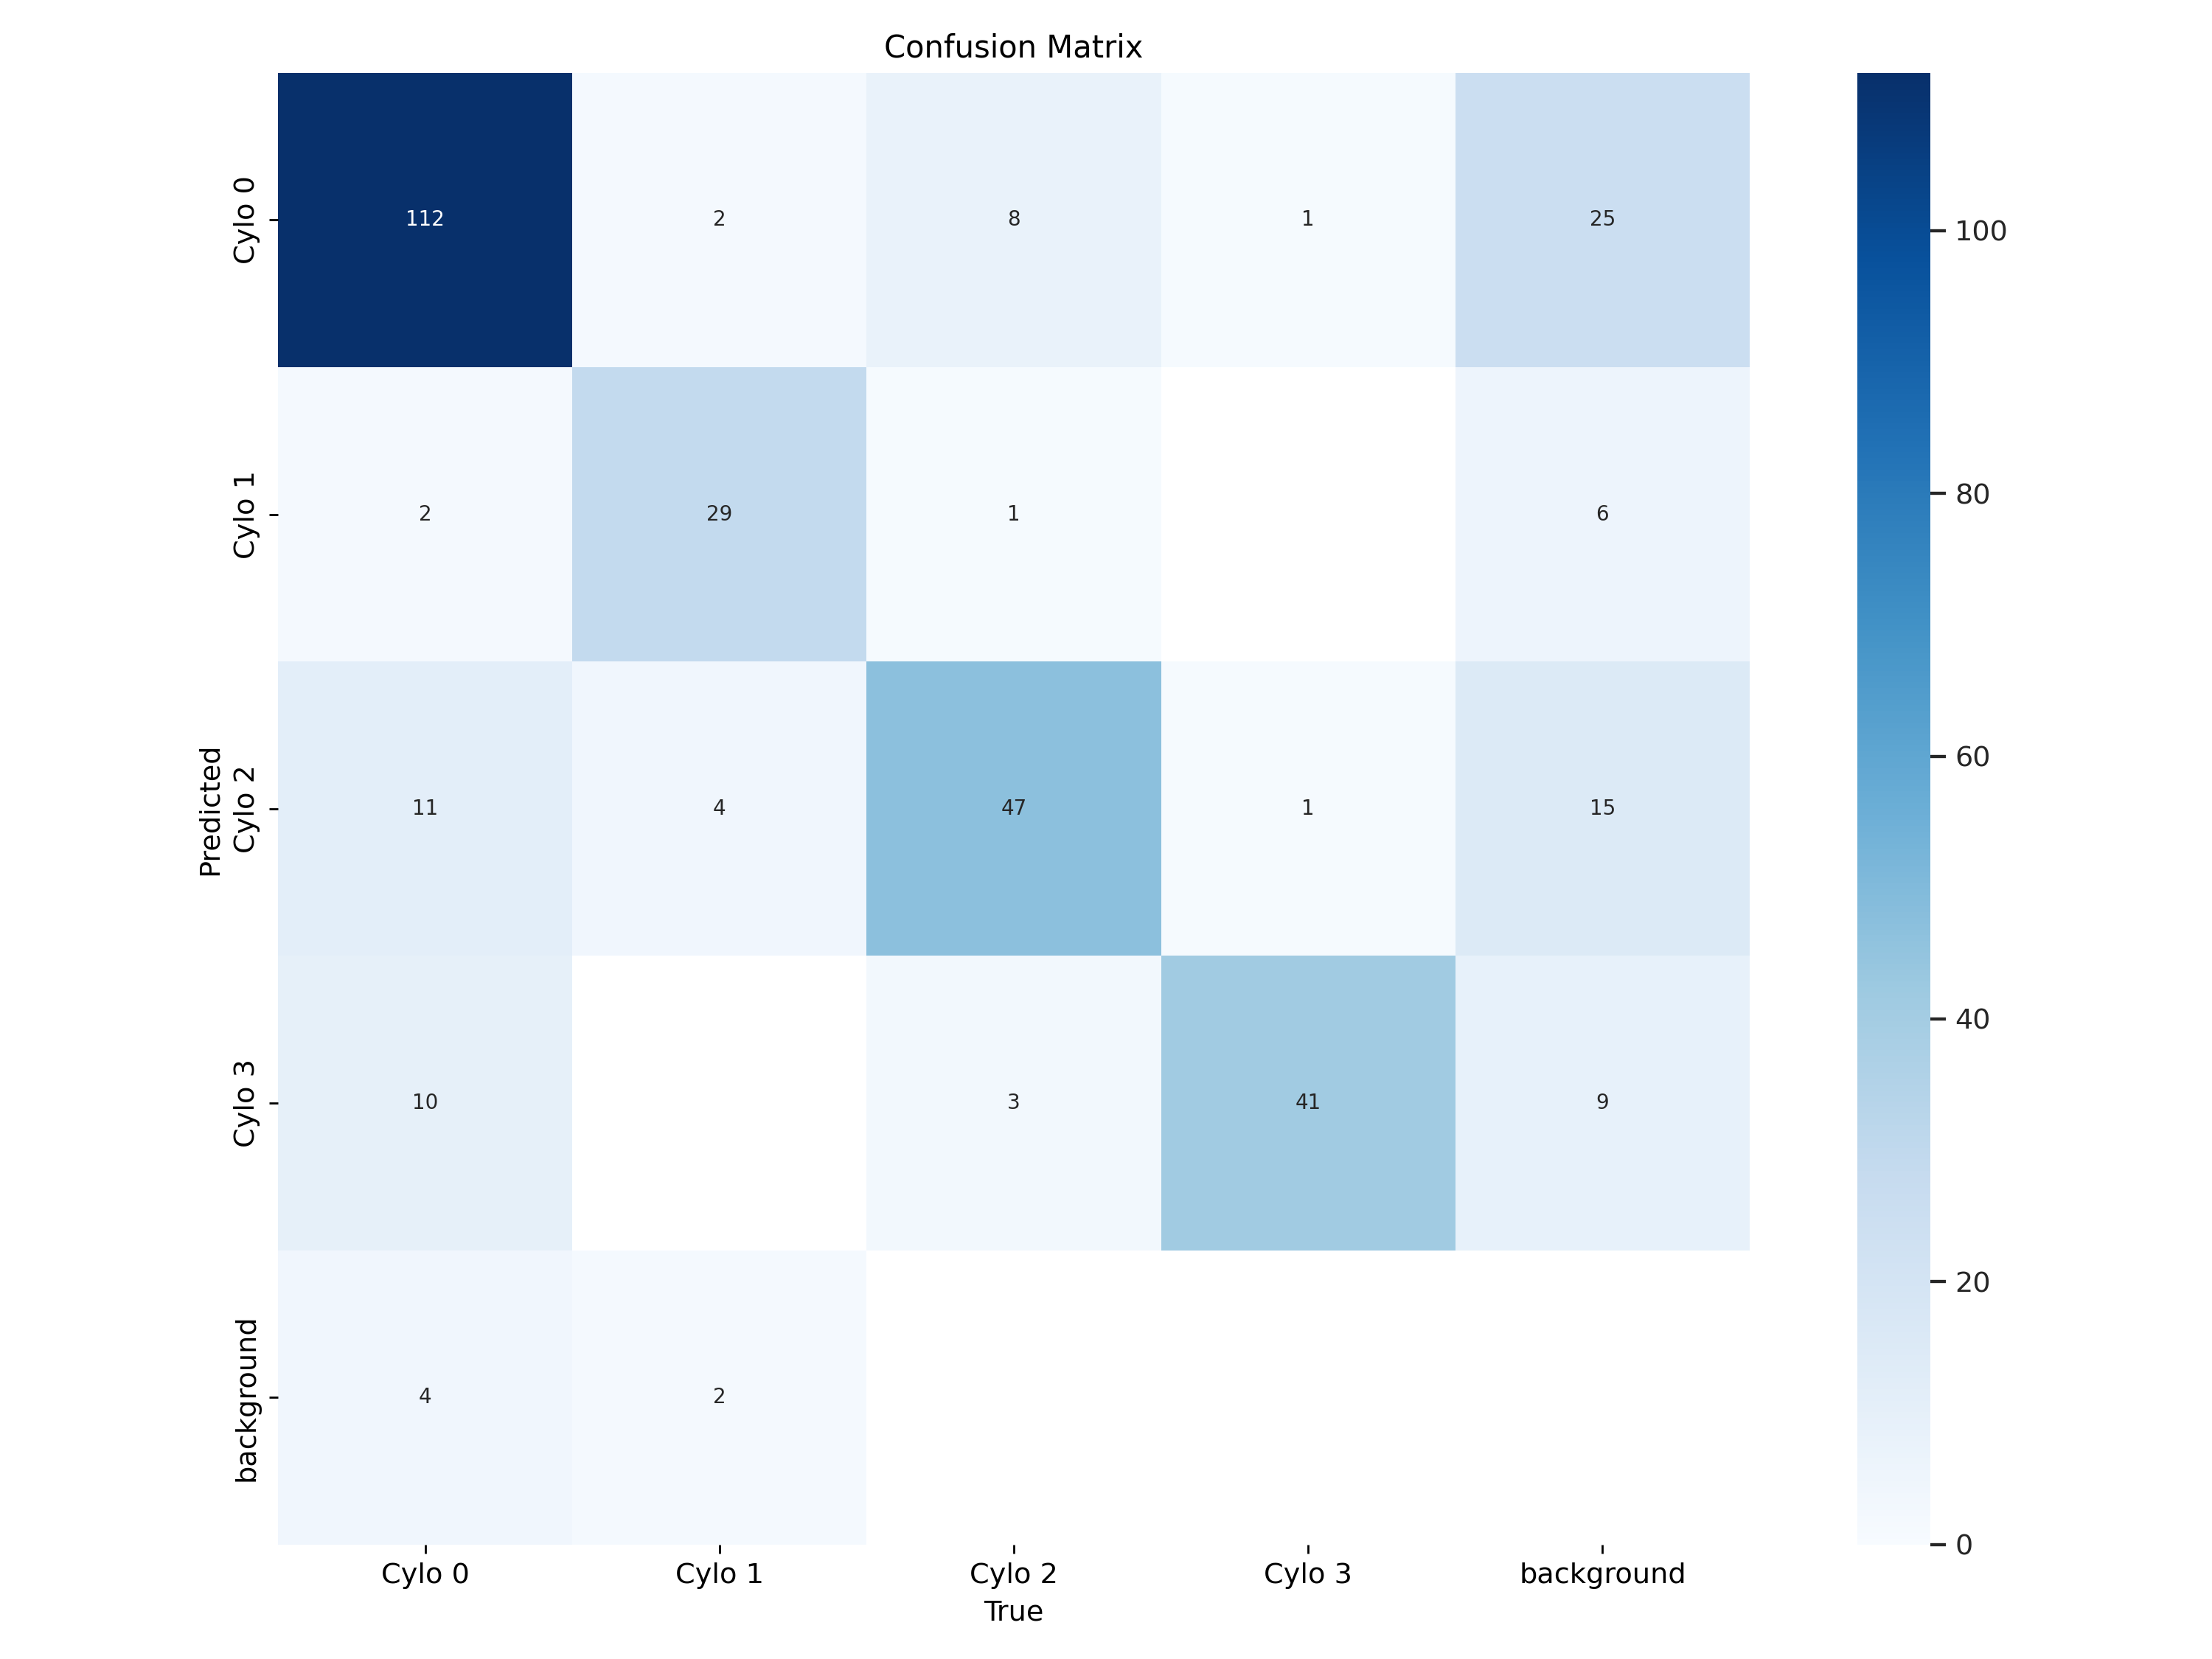 Confusion Matrix
Cylo 0
112 2 8 1 25
Cylo 1
2 29 1 6
Predicted
Cylo 2
11 4 47 1 15
Cylo 3
10 3 41 9
background
4 2
Cylo 0 Cylo 1 Cylo 2 Cylo 3 background
True
100
80
60
40
20
0